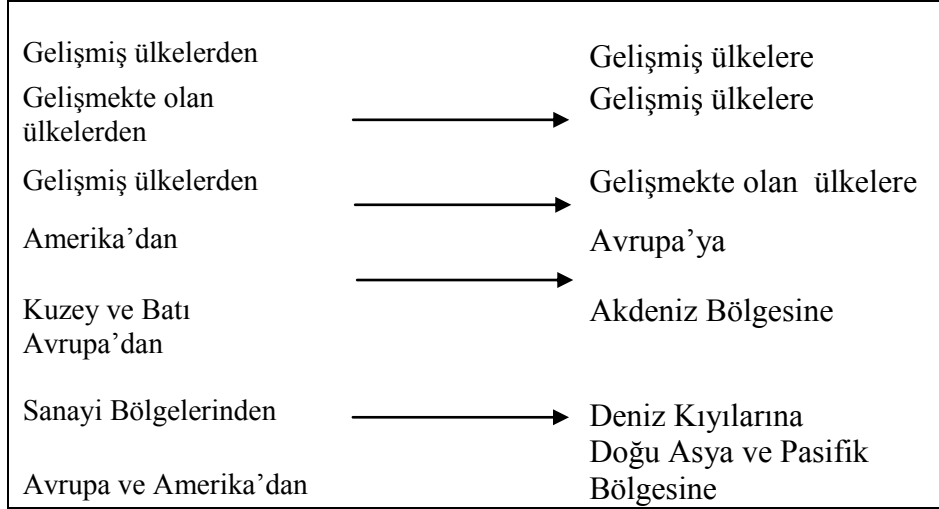 Gelişmiş ülkelerden Gelişmiş ülkelere
Gelişmekte olan Gelişmiş ülkelere
ülkelerden
Gelişmiş ülkelerden Gelişmekte olan ülkelere
Amerika’dan Avrupa’ya
Kuzey ve Batı Akdeniz Bölgesine
Avrupa’dan
Sanayi Bölgelerinden Deniz Kıyılarına
Doğu Asya ve Pasifik
Avrupa ve Amerika’dan Bölgesine